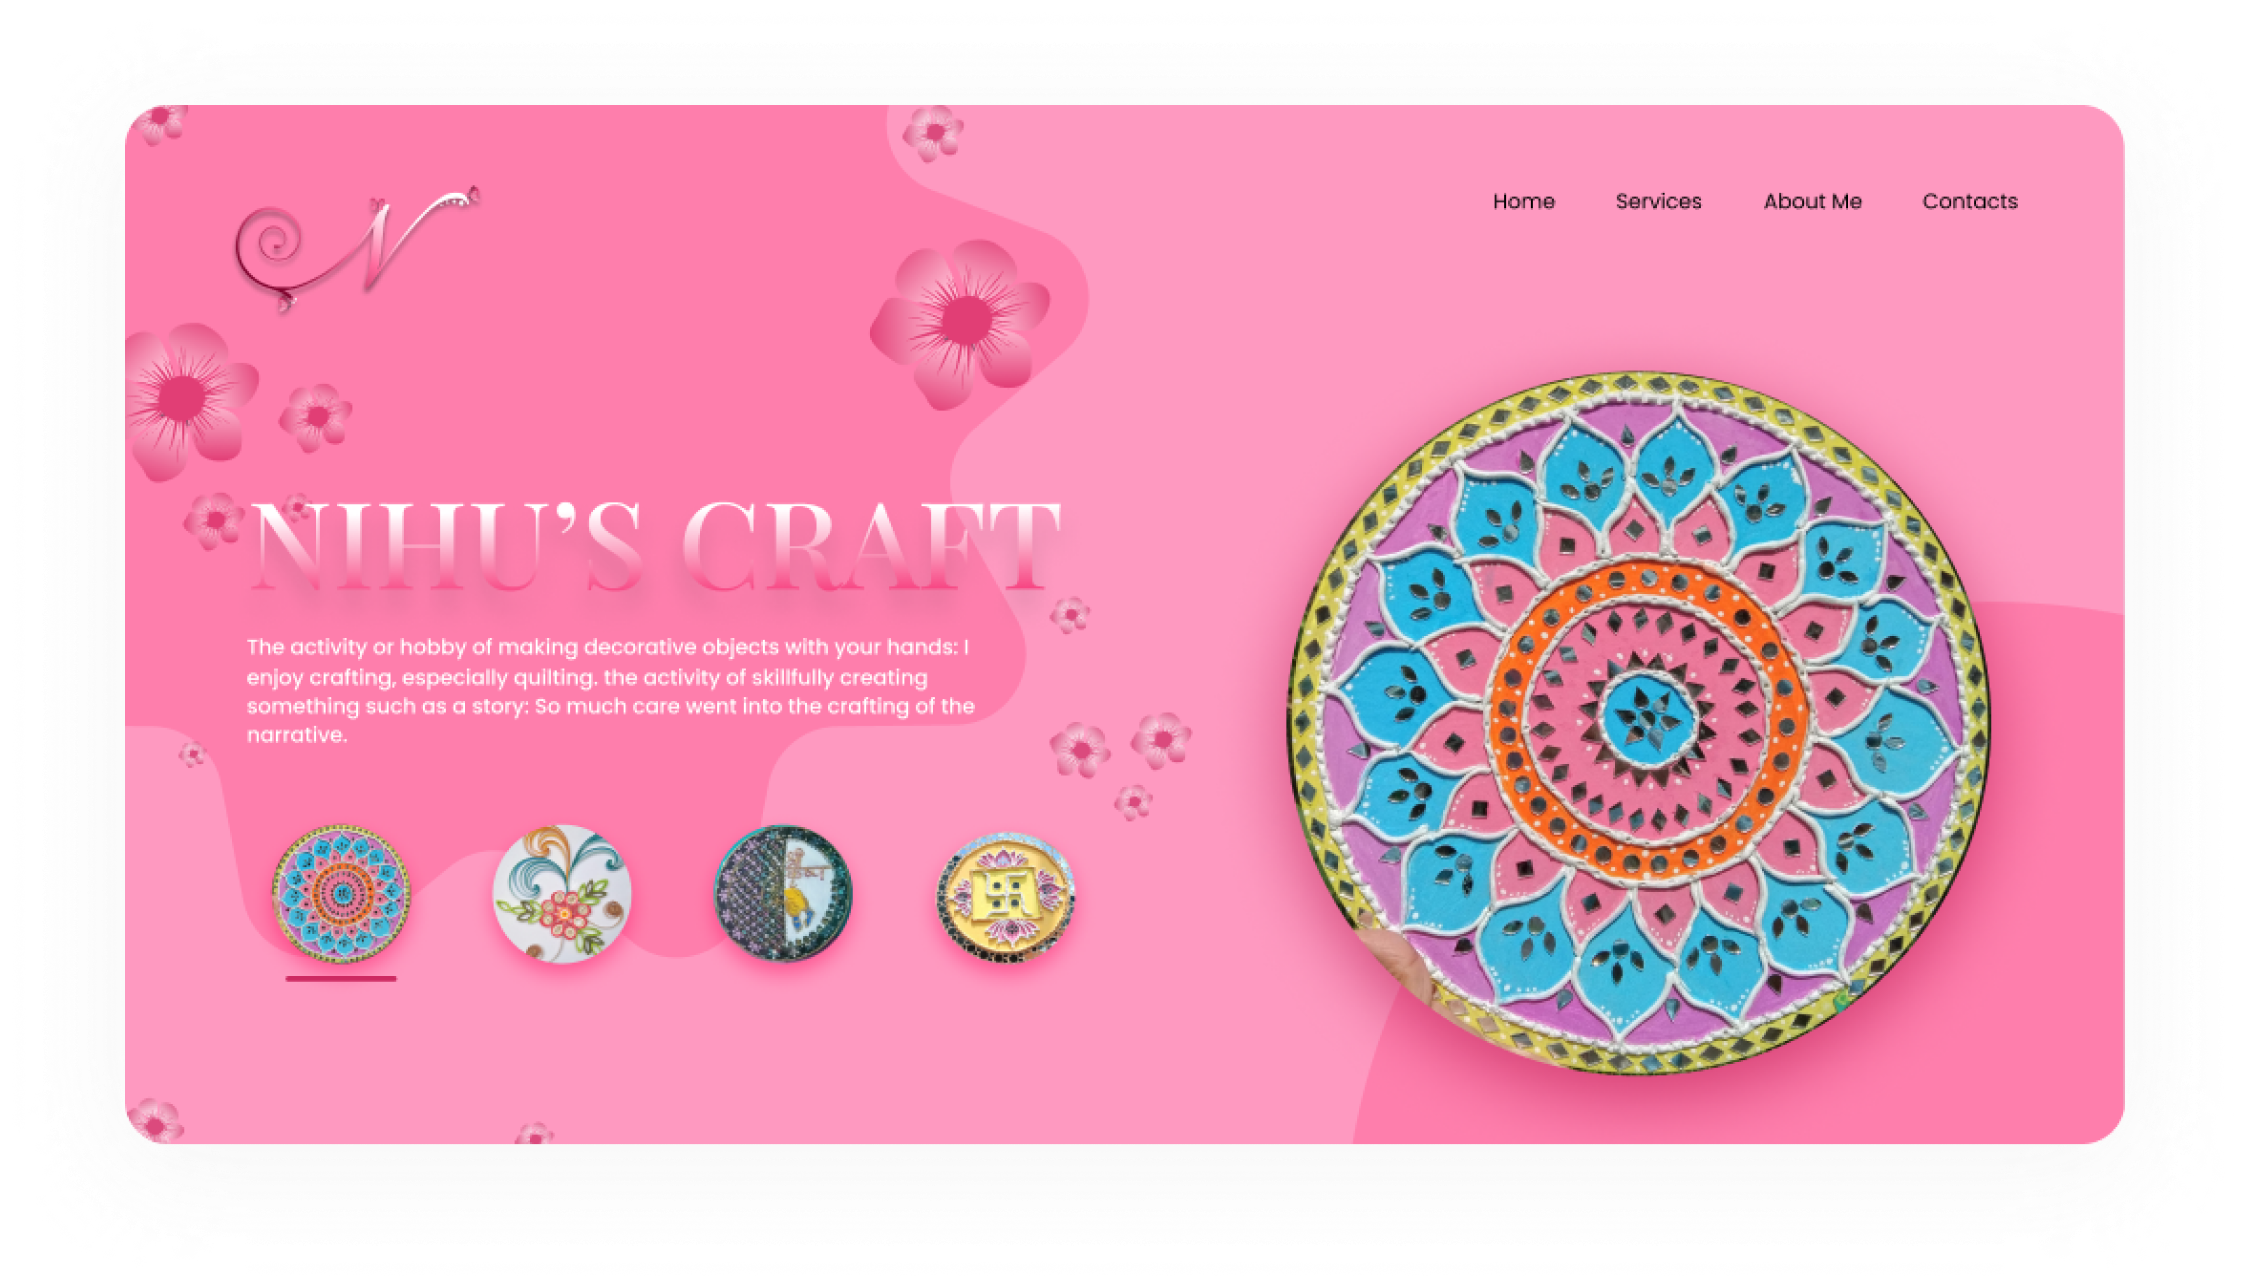 N
Home Services About Me Contacts
NIHU’S CRAFT
The activity or hobby of making decorative objects with your hands: I
enjoy crafting, especially quilting. the activity of skillfully creating
something such as a story: So much care went into the crafting of the
narrative.